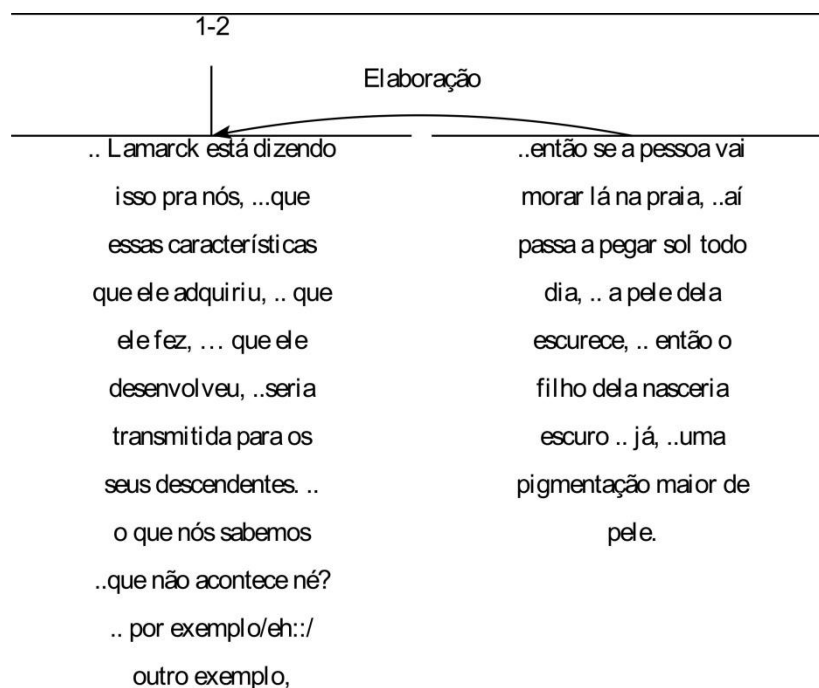 1-2
Elaboração
.. Lamarck está dizendo
isso pra nós, ...que
essas características
que ele adquiriu, .. que
ele fez, ... que ele
desenvolveu, ..seria
transmitida para os
seus descendentes. ..
o que nós sabemos
..que não acontece né?
.. por exemplo/eh::/
outro exemplo,
..então se a pessoa vai
morar lá na praia, ..aí
passa a pegar sol todo
dia, .. a pele dela
escurece, .. então o
filho dela nasceria
escuro .. já, ..uma
pigmentação maior de
pele.